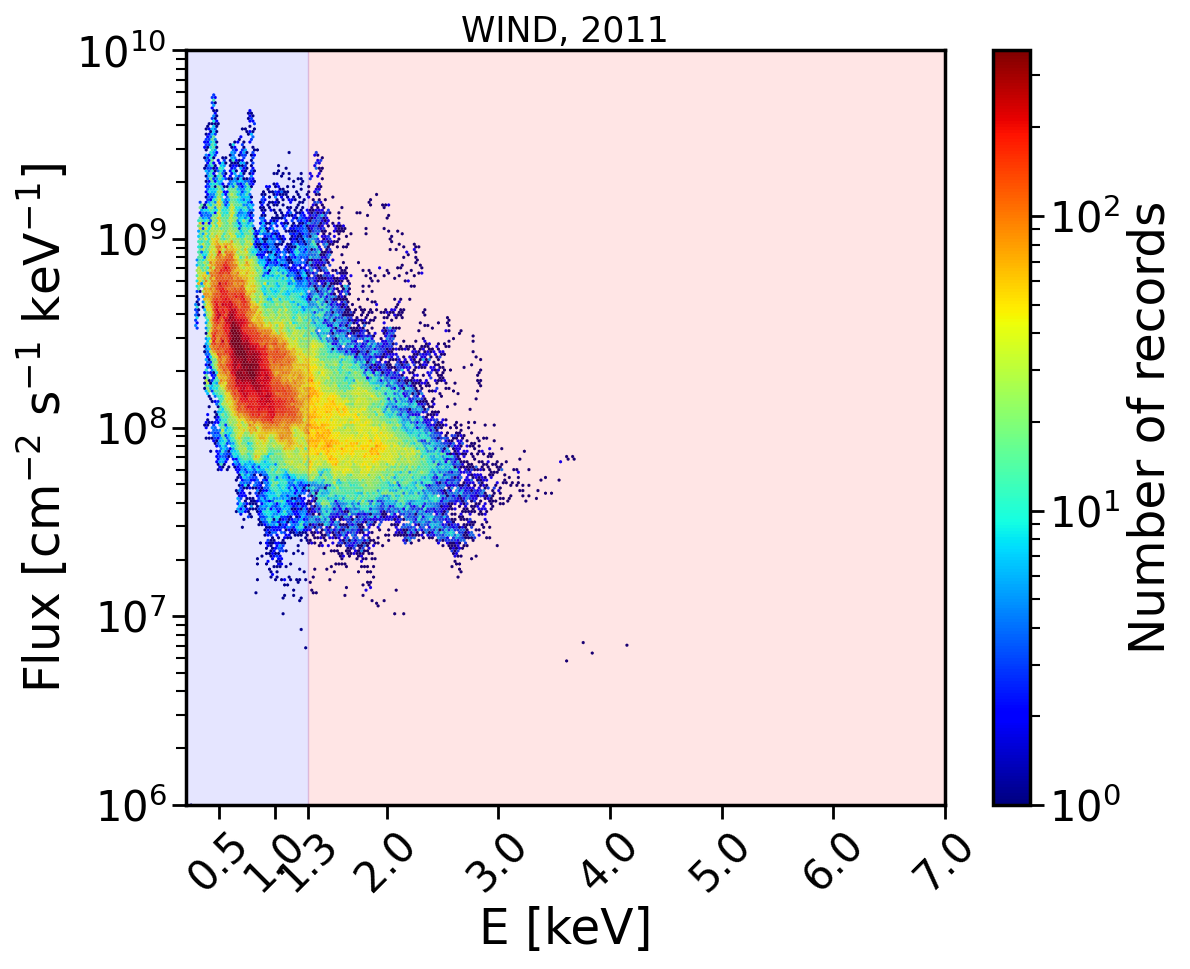 WIND, 2011
Flux [cm⁻² s⁻¹ keV⁻¹]
10¹⁰
10⁹
10⁸
10⁷
10⁶
0.5 1.0 1.3 2.0 3.0 4.0 5.0 6.0 7.0
E [keV]
10²
10¹
10⁰
Number of records